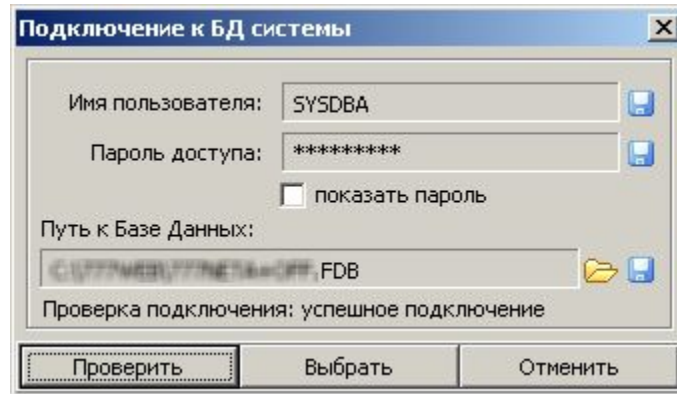 Подключение к БД системы
Имя пользователя: SYSDBA
Пароль доступа: *********
показать пароль
Путь к Базе Данных:
FDB
Проверка подключения: успешное подключение
Проверить Выбрать Отменить